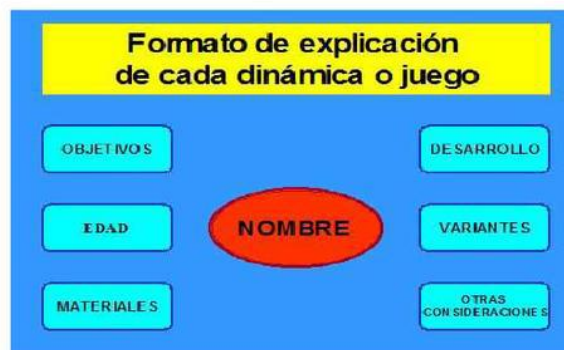 Formato de explicación
de cada dinámica o juego
OBJETIVOS
EDAD
MATERIALES
NOMBRE
DESARROLLO
VARIANTES
OTRAS
CONSIDERACIONES